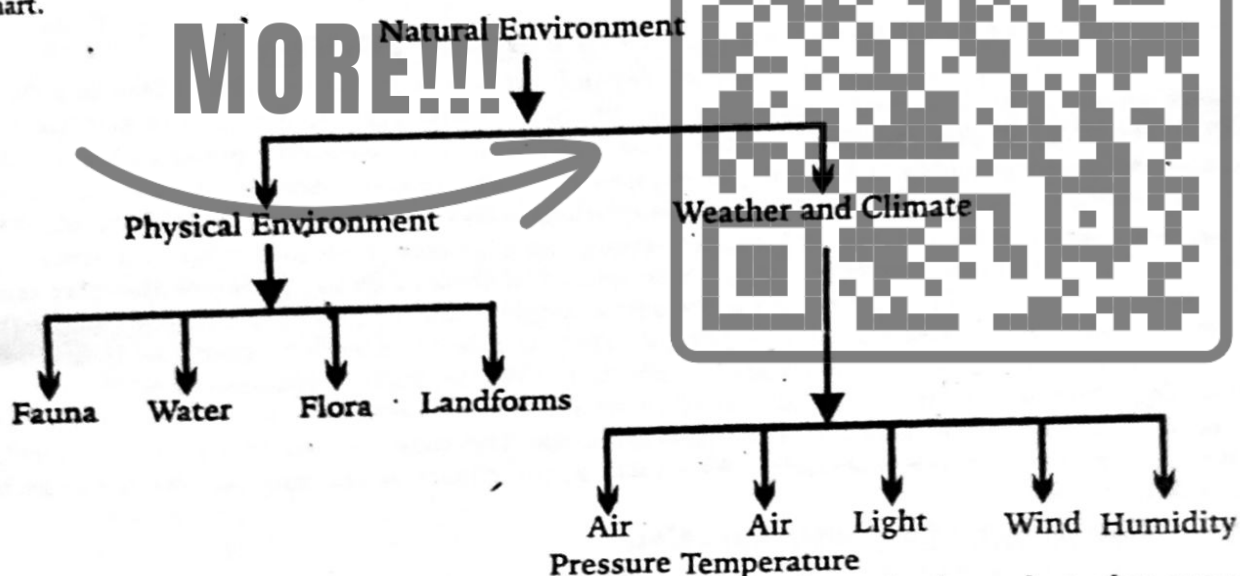 art.
MORE!!!
Natural Environment
Physical Environment
Weather and Climate
Fauna Water Flora Landforms
Air Air Light Wind Humidity
Pressure Temperature